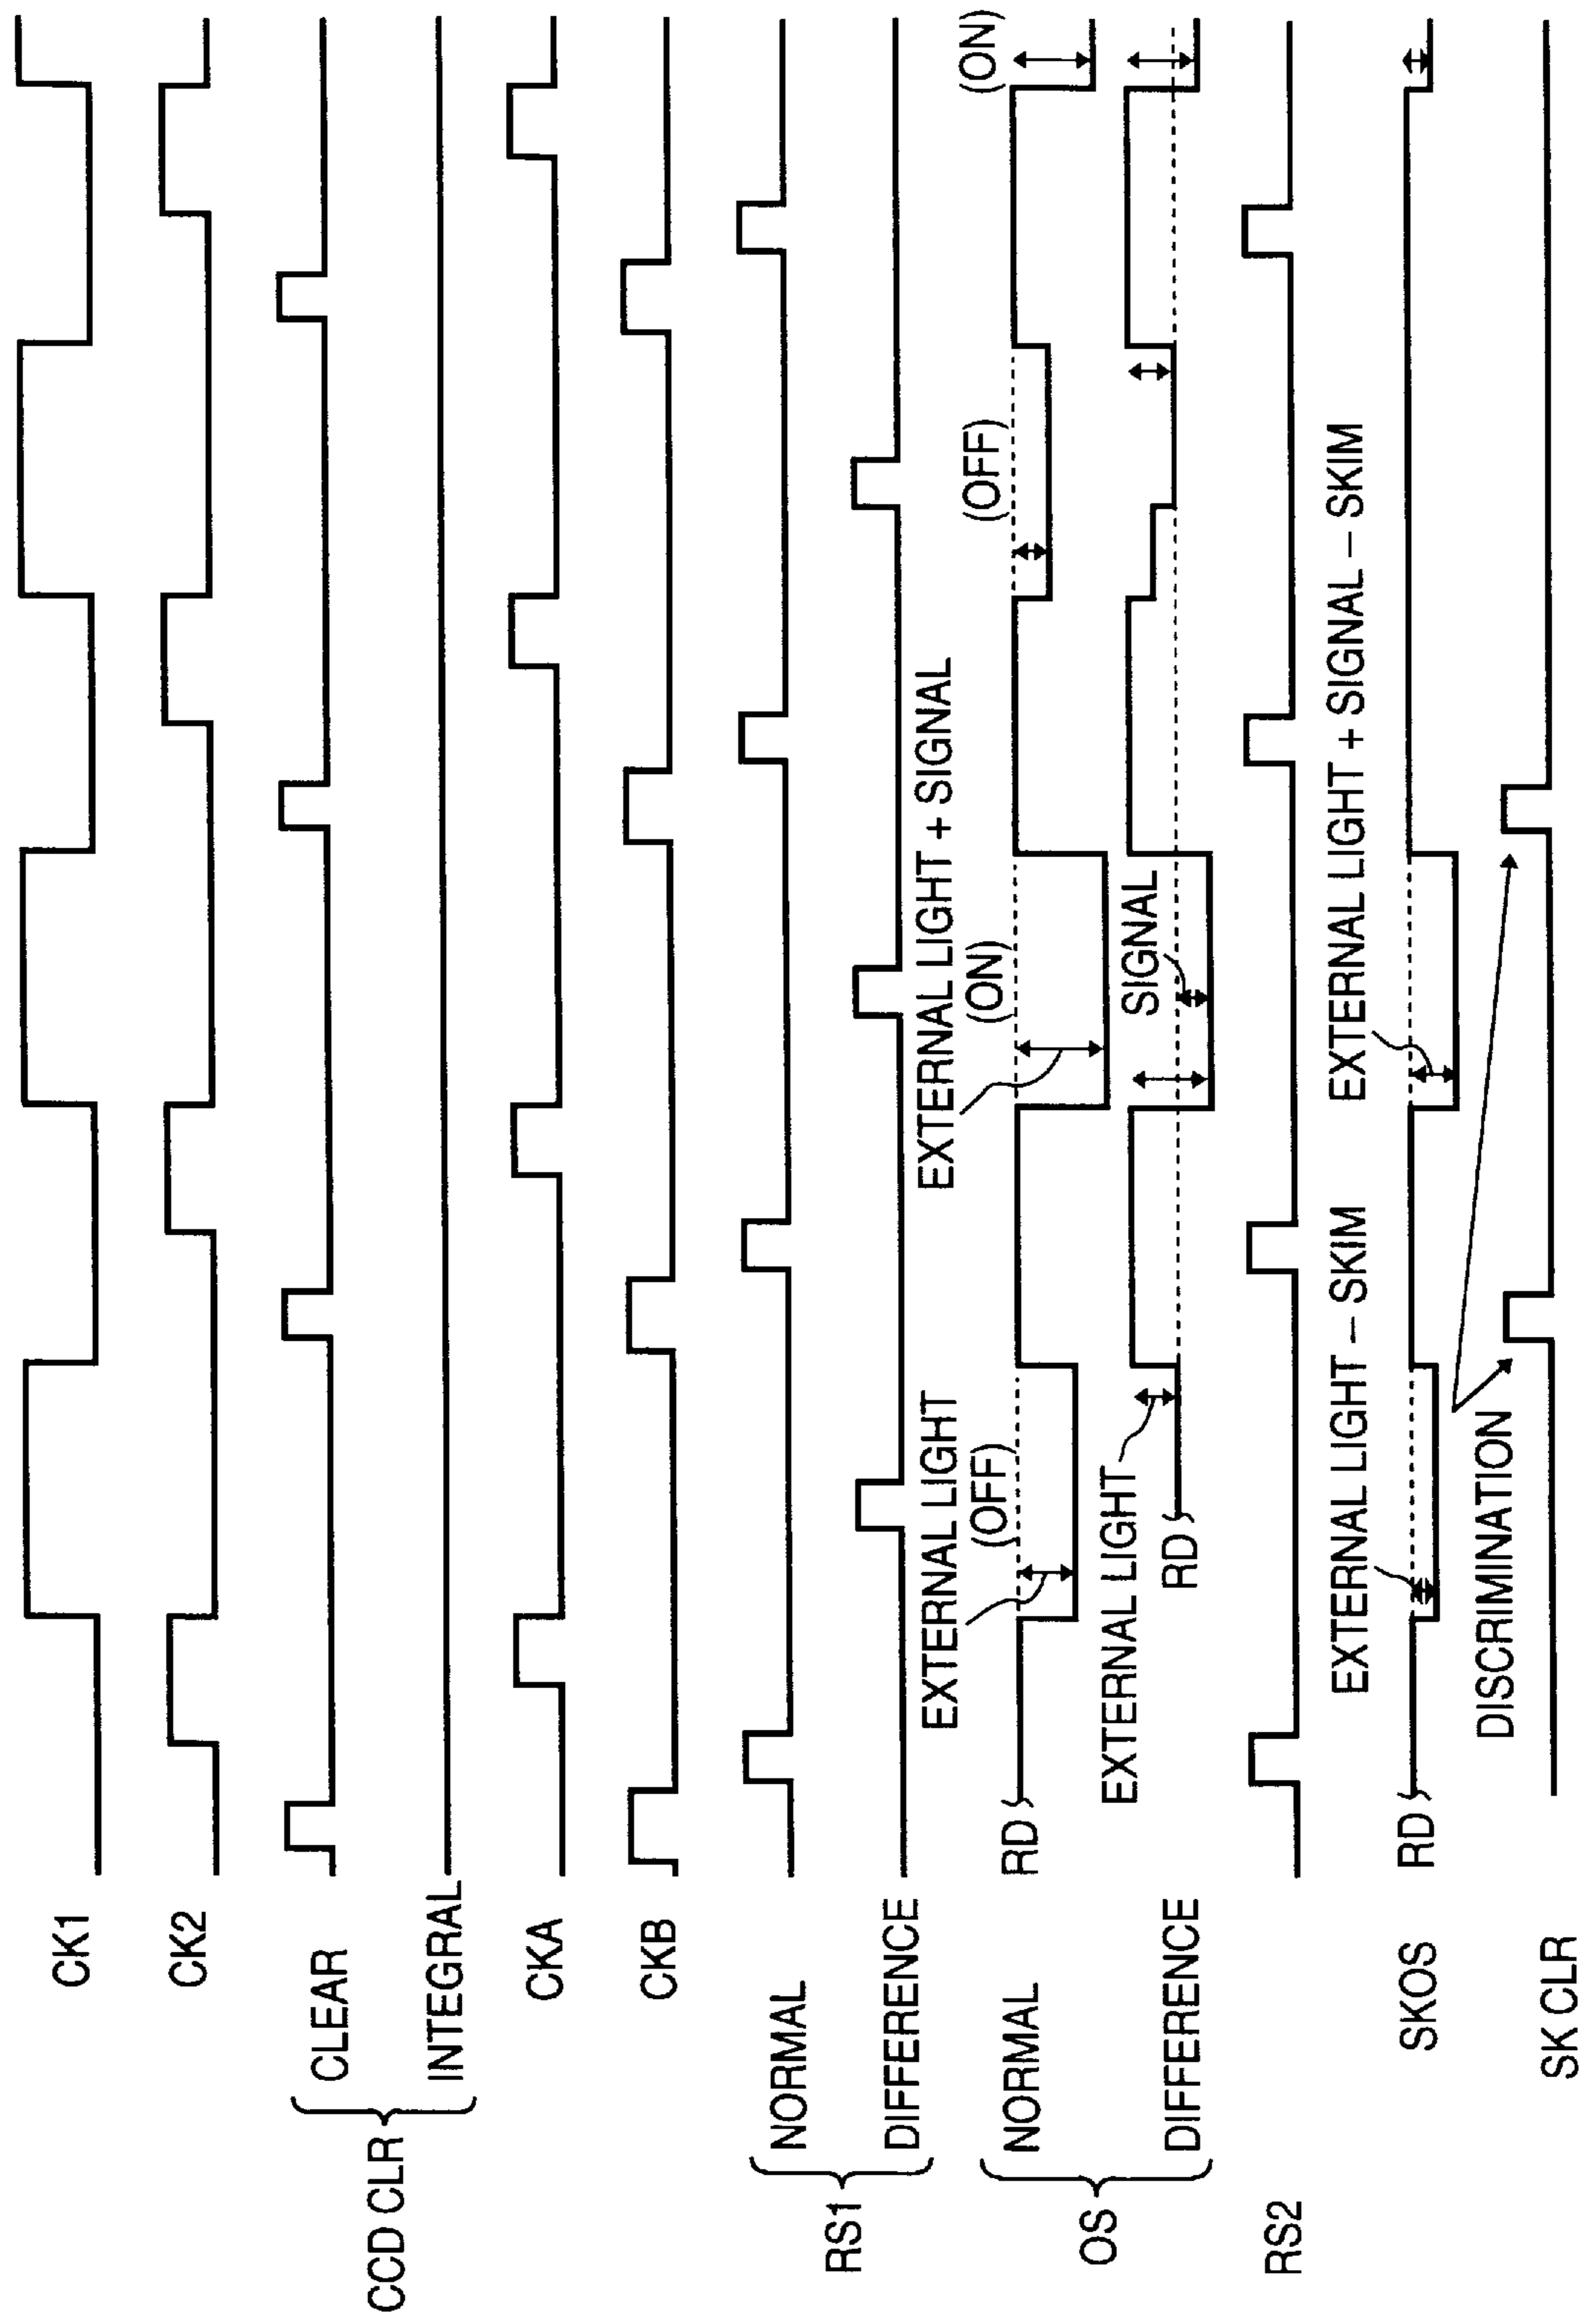 CK1
CK2
CCD CLR
CLEAR
INTEGRAL
CKA
CKB
RS1
NORMAL
DIFFERENCE
OS
NORMAL
RD
EXTERNAL LIGHT
(OFF)
EXTERNAL LIGHT + SIGNAL
(ON)
(OFF)
(ON)
DIFFERENCE
EXTERNAL LIGHT
RD
SIGNAL
RS2
SKOS
RD
EXTERNAL LIGHT – SKIM
EXTERNAL LIGHT + SIGNAL – SKIM
DISCRIMINATION
SK CLR